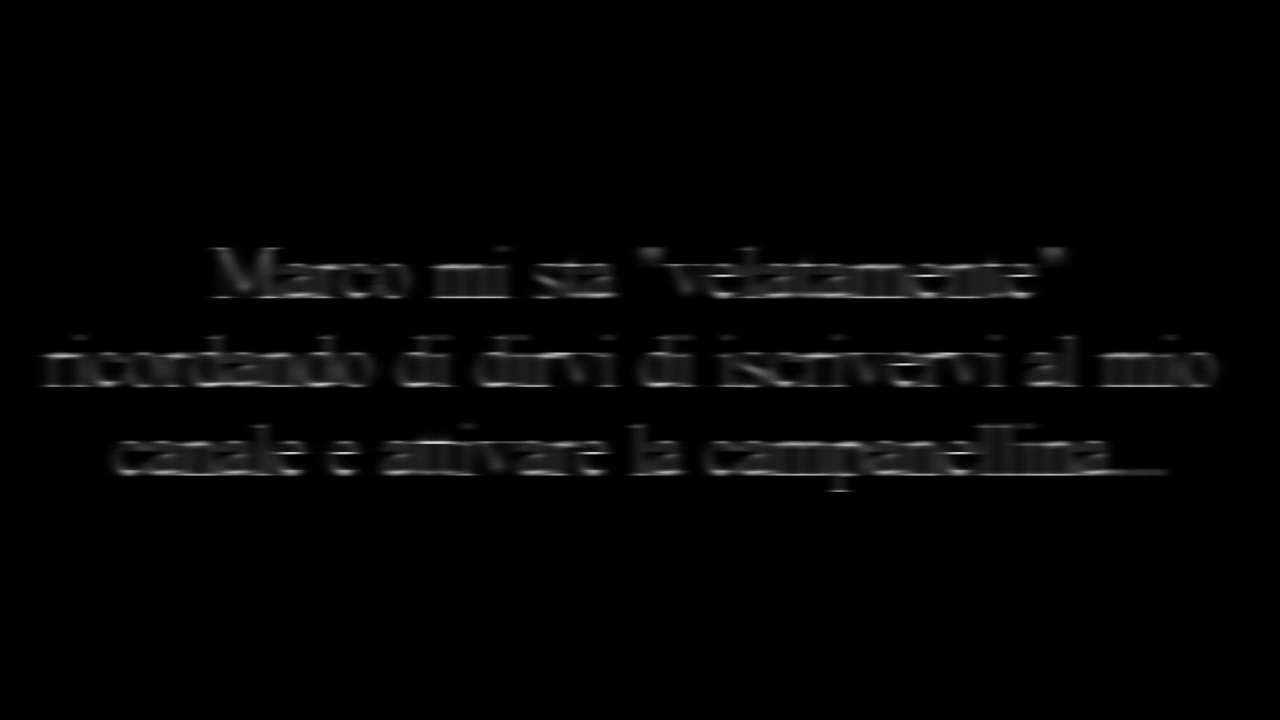 Marco mi sta "velatamente"
ricordando di dirvi di iscrivervi al mio
canale e attivare la campanellina...